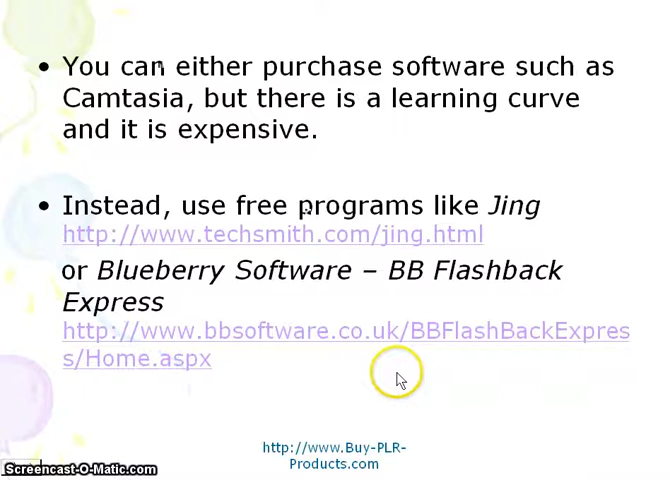 • You can either purchase software such as
Camtasia, but there is a learning curve
and it is expensive.
• Instead, use free programs like Jing
http://www.techsmith.com/jing.html
or Blueberry Software – BB Flashback
Express
http://www.bbsoftware.co.uk/BBFlashBackExpres
s/Home.aspx
http://www.Buy-PLR-
Products.com
Screencast-O-Matic.com